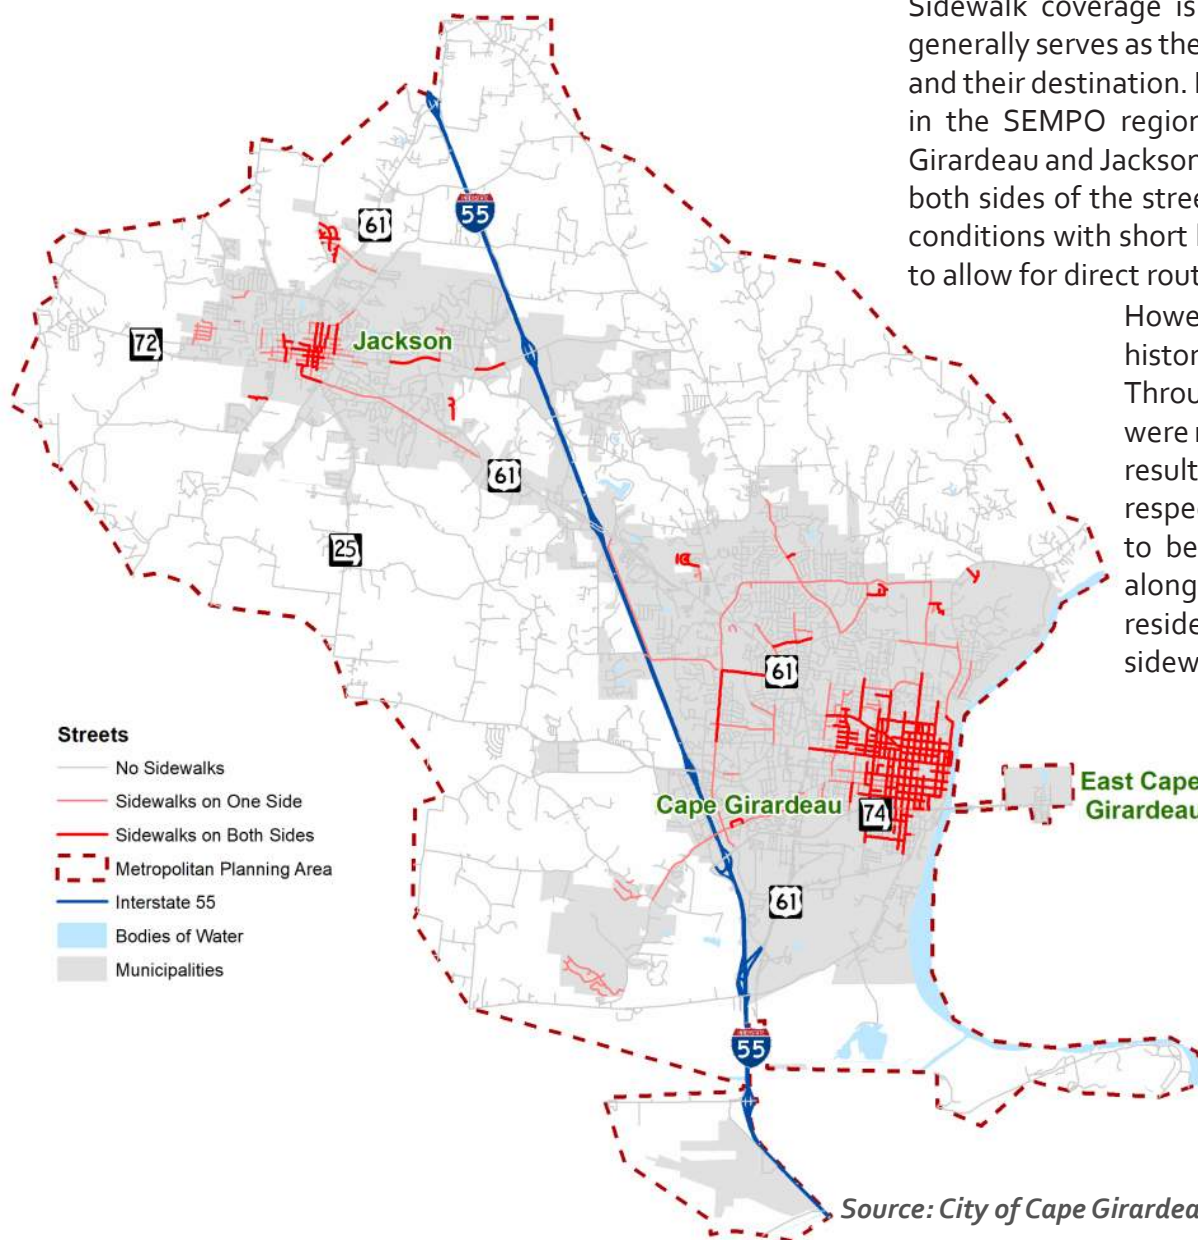 Sidewalk coverage is
generally serves as the
and their destination.
in the SEMPO region
Girardeau and Jackson
both sides of the stree
conditions with short
to allow for direct rout
Howe
histor
Throu
were
result
respe
to be
along
reside
sidew
61
55
72
Jackson
61
25
61
Streets
No Sidewalks
Sidewalks on One Side
Sidewalks on Both Sides
Metropolitan Planning Area
Interstate 55
Bodies of Water
Municipalities
Cape Girardeau
74
East Cape
Girardeau
61
55
Source: City of Cape Girardea